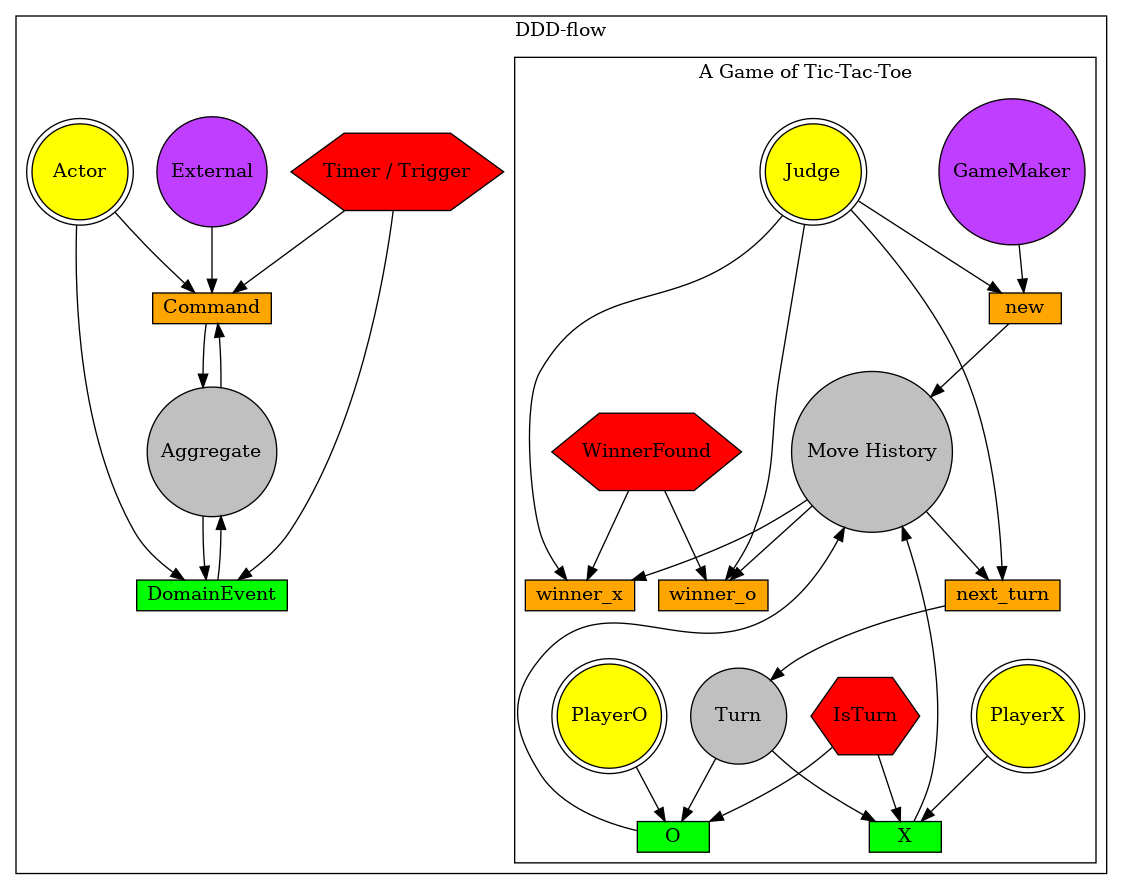 DDD-flow
A Game of Tic-Tac-Toe
Actor
External
Timer / Trigger
Judge
GameMaker
Command
new
Aggregate
WinnerFound
Move History
DomainEvent
winner_x
winner_o
next_turn
PlayerO
Turn
IsTurn
PlayerX
O
X